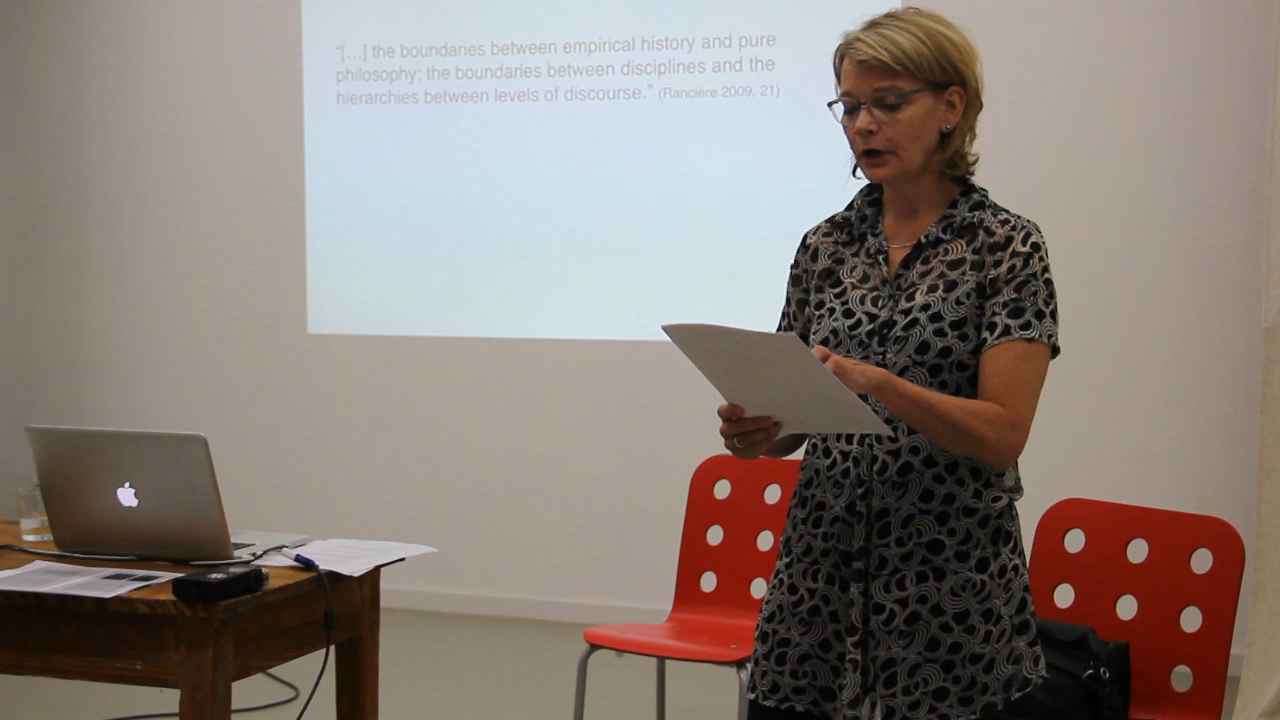 "[...] the boundaries between empirical history and pure
philosophy; the boundaries between disciplines and the
hierarchies between levels of discourse." (Rancière 2009, 21)